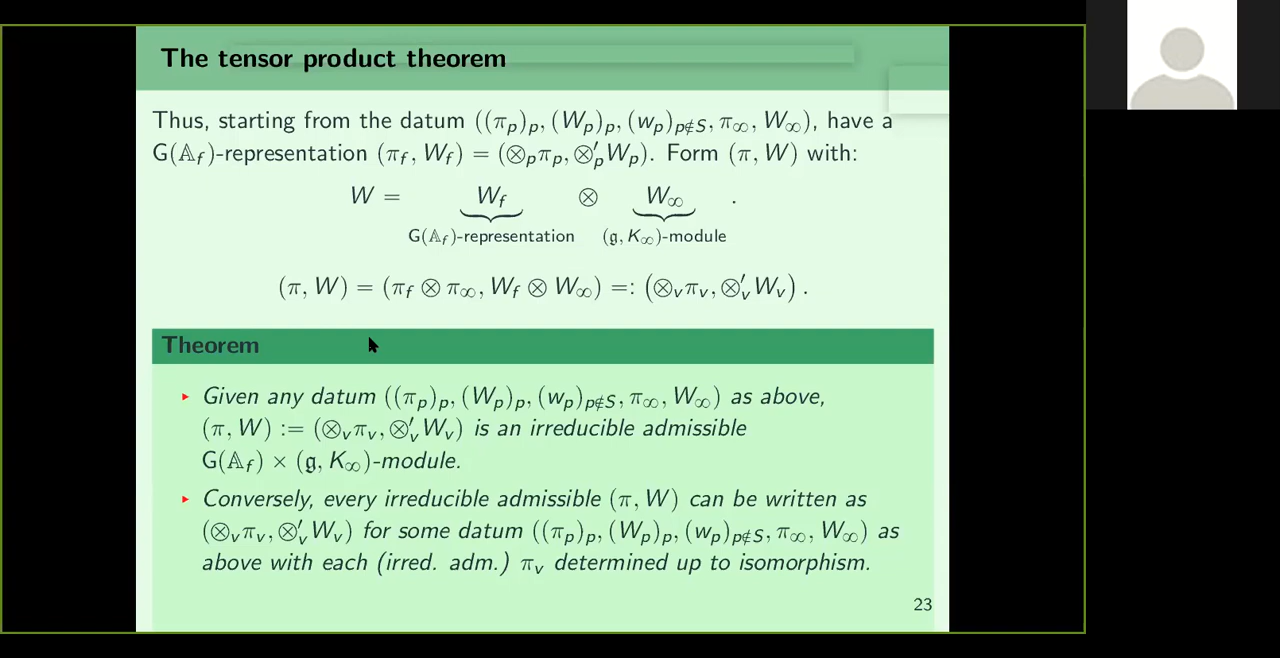 The tensor product theorem
Thus, starting from the datum ((π_p)_p, (W_p)_p, (w_p)_{p∉S}, π_∞, W_∞), have a
G(𝔸_f)-representation (π_f, W_f) = (⊗_p π_p, ⊗′_p W_p). Form (π, W) with:
W = W_f ⊗ W_∞ .
G(𝔸_f)-representation (𝔤, K_∞)-module
(π, W) = (π_f ⊗ π_∞, W_f ⊗ W_∞) =: (⊗_v π_v, ⊗′_v W_v) .
Theorem
‣ Given any datum ((π_p)_p, (W_p)_p, (w_p)_{p∉S}, π_∞, W_∞) as above,
(π, W) := (⊗_v π_v, ⊗′_v W_v) is an irreducible admissible
G(𝔸_f) × (𝔤, K_∞)-module.
‣ Conversely, every irreducible admissible (π, W) can be written as
(⊗_v π_v, ⊗′_v W_v) for some datum ((π_p)_p, (W_p)_p, (w_p)_{p∉S}, π_∞, W_∞) as
above with each (irred. adm.) π_v determined up to isomorphism.
23